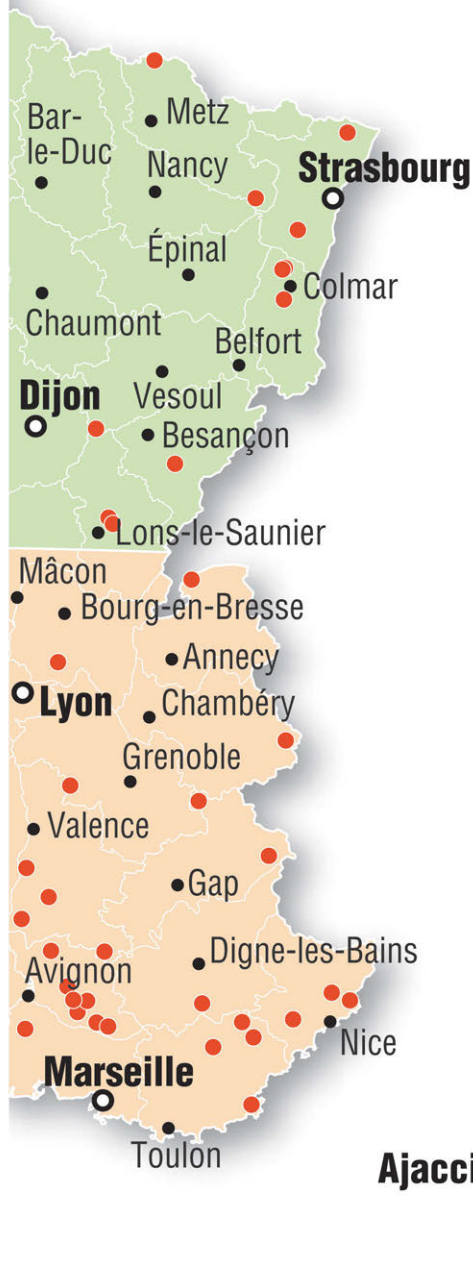 Bar-
le-Duc
Metz
Nancy
Strasbourg
Épinal
Colmar
Chaumont
Belfort
Dijon
Vesoul
Besançon
Lons-le-Saunier
Mâcon
Bourg-en-Bresse
Annecy
Lyon
Chambéry
Grenoble
Valence
Gap
Digne-les-Bains
Avignon
Nice
Marseille
Toulon
Ajacci